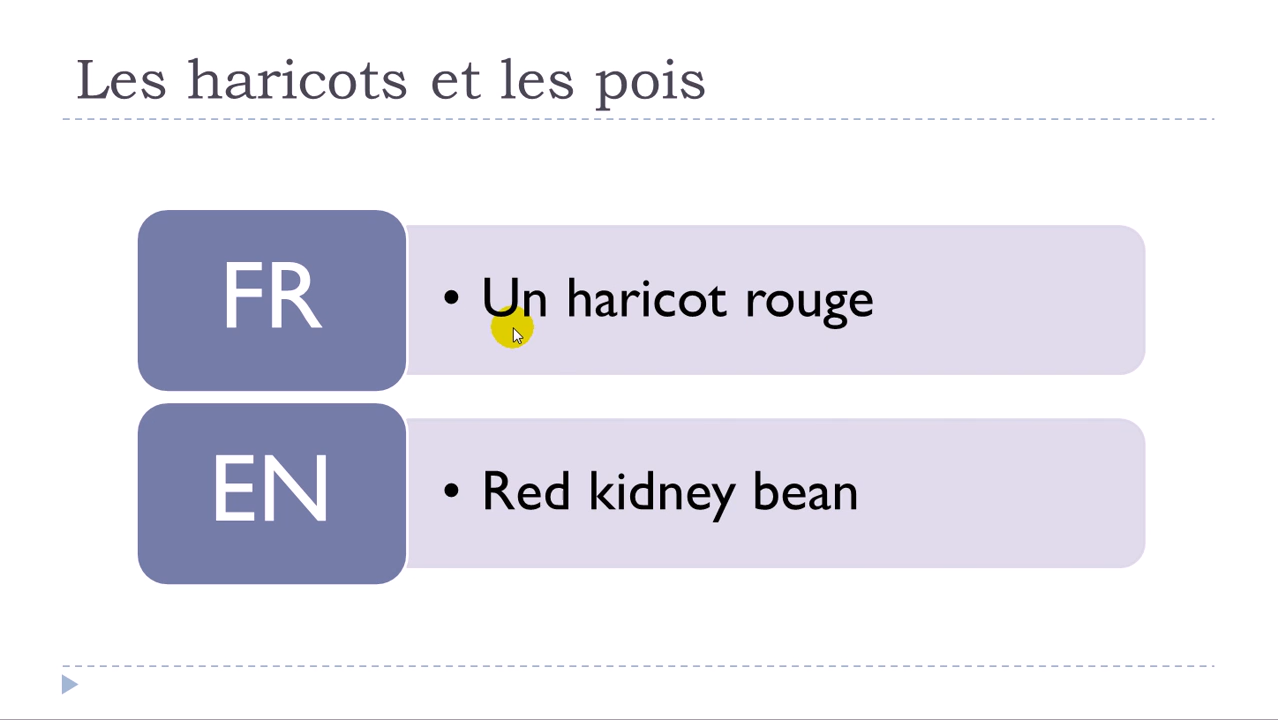 Les haricots et les pois
FR
• Un haricot rouge
EN
• Red kidney bean